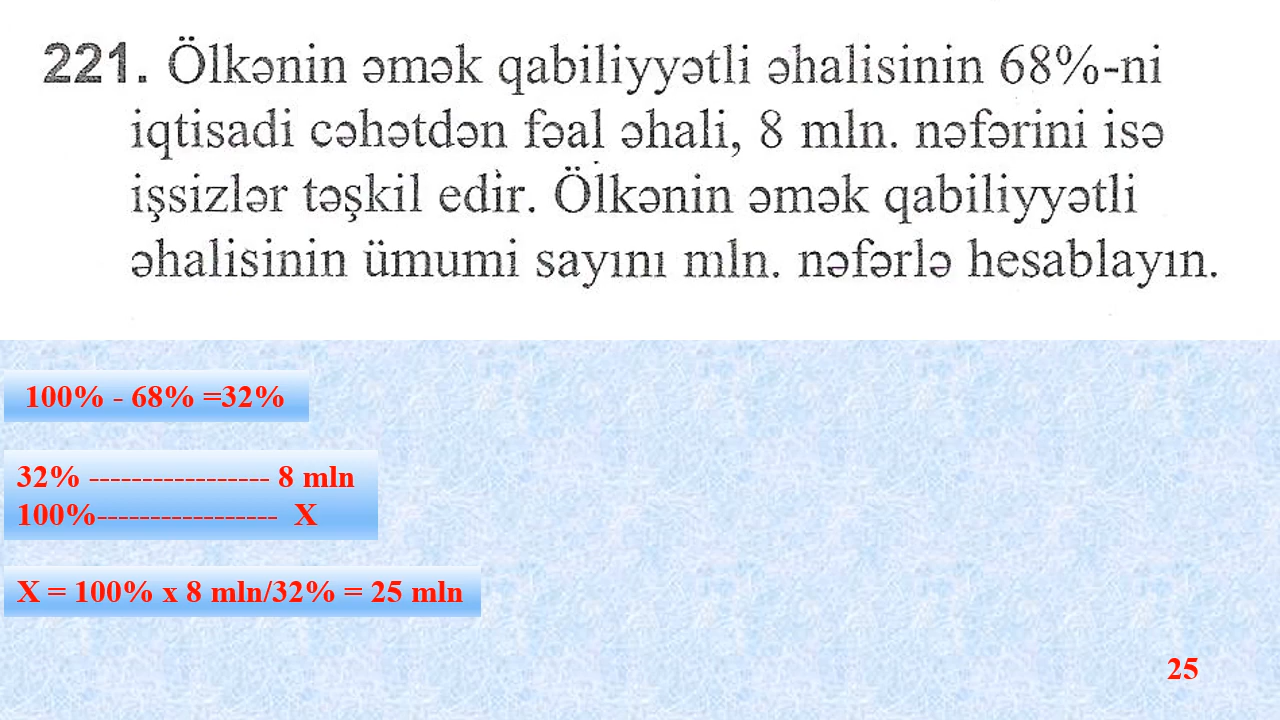 221. Ölkənin əmək qabiliyyətli əhalisinin 68%-ni
iqtisadi cəhətdən fəal əhali, 8 mln. nəfərini isə
işsizlər təşkil edir. Ölkənin əmək qabiliyyətli
əhalisinin ümumi sayını mln. nəfərlə hesablayın.
100% - 68% =32%
32% ----------------- 8 mln
100%----------------- X
X = 100% x 8 mln/32% = 25 mln
25